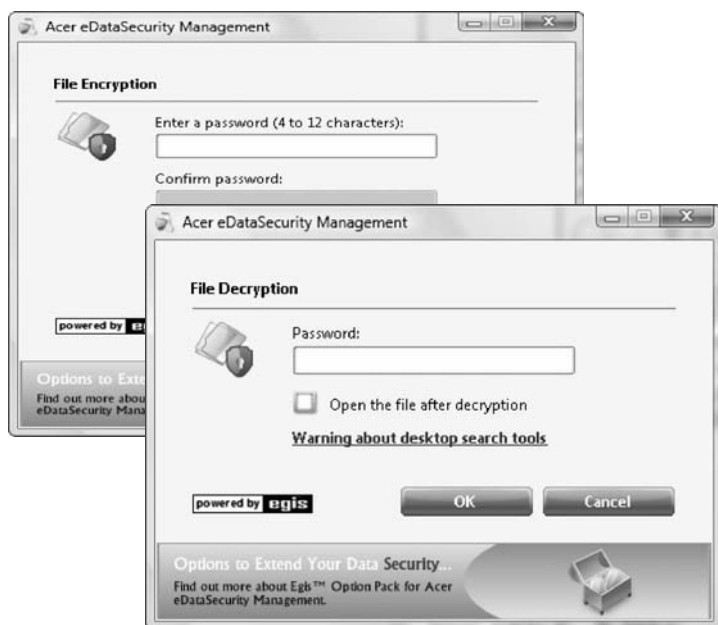 Acer eDataSecurity Management
File Encryption
Enter a password (4 to 12 characters):
Confirm password:
powered by
Options to
Find out more
eDataSecurity
Acer eDataSecurity Management
File Decryption
Password:
Open the file after decryption
Warning about desktop search tools
powered by egis
OK
Cancel
Options to Extend Your Data Security...
Find out more about Egis™ Option Pack for Acer
eDataSecurity Management.